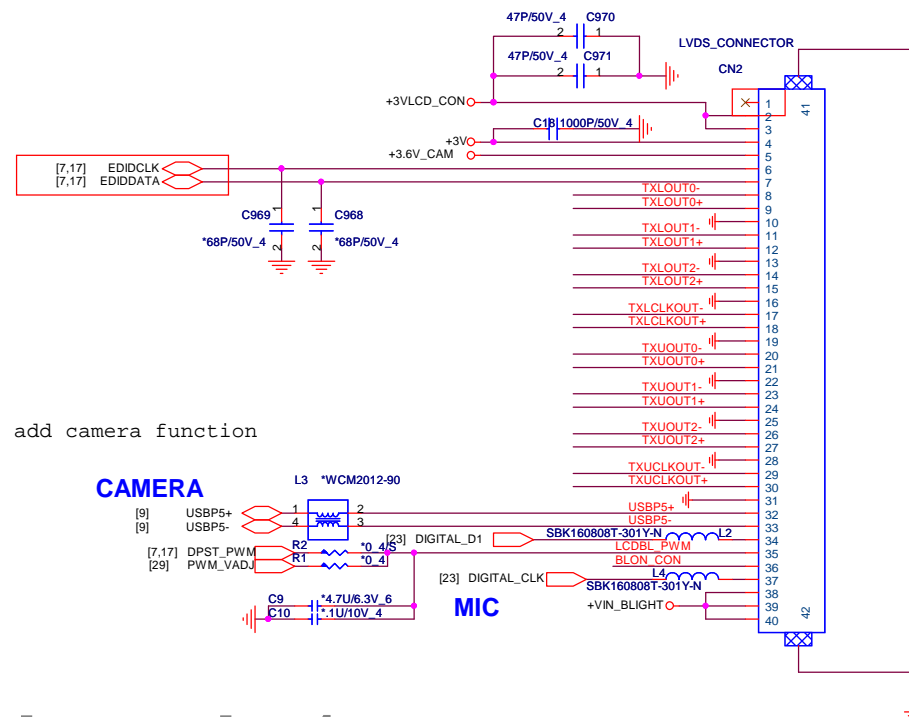 47P/50V_4 C970
2 1
47P/50V_4 C971
2 1
LVDS_CONNECTOR
CN2
+3VLCD_CON
C18 1000P/50V_4
+3V
+3.6V_CAM
[7,17] EDIDCLK
[7,17] EDIDDATA
1 1
C969 C968
*68P/50V_4 *68P/50V_4
2 2
1
2
3
4
5
6
7
TXLOUT0- 8
TXLOUT0+ 9
10
TXLOUT1- 11
TXLOUT1+ 12
13
TXLOUT2- 14
TXLOUT2+ 15
16
TXLCLKOUT- 17
TXLCLKOUT+ 18
19
TXUOUT0- 20
TXUOUT0+ 21
22
TXUOUT1- 23
TXUOUT1+ 24
25
TXUOUT2- 26
TXUOUT2+ 27
28
TXUCLKOUT- 29
TXUCLKOUT+ 30
31
USBP5+ 32
USBP5- 33
34
LCDBL_PWM 35
BLON_CON 36
37
38
39
40
41
42
add camera function
CAMERA
L3 *WCM2012-90
[9] USBP5+ 1 2
[9] USBP5- 4 3
[23] DIGITAL_D1 SBK160808T-301Y-N L2
[7,17] DPST_PWM R2 *0_4/S
[29] PWM_VADJ R1 *0_4
[23] DIGITAL_CLK L4
SBK160808T-301Y-N
C9 *4.7U/6.3V_6
C10 *.1U/10V_4
MIC
+VIN_BLIGHT